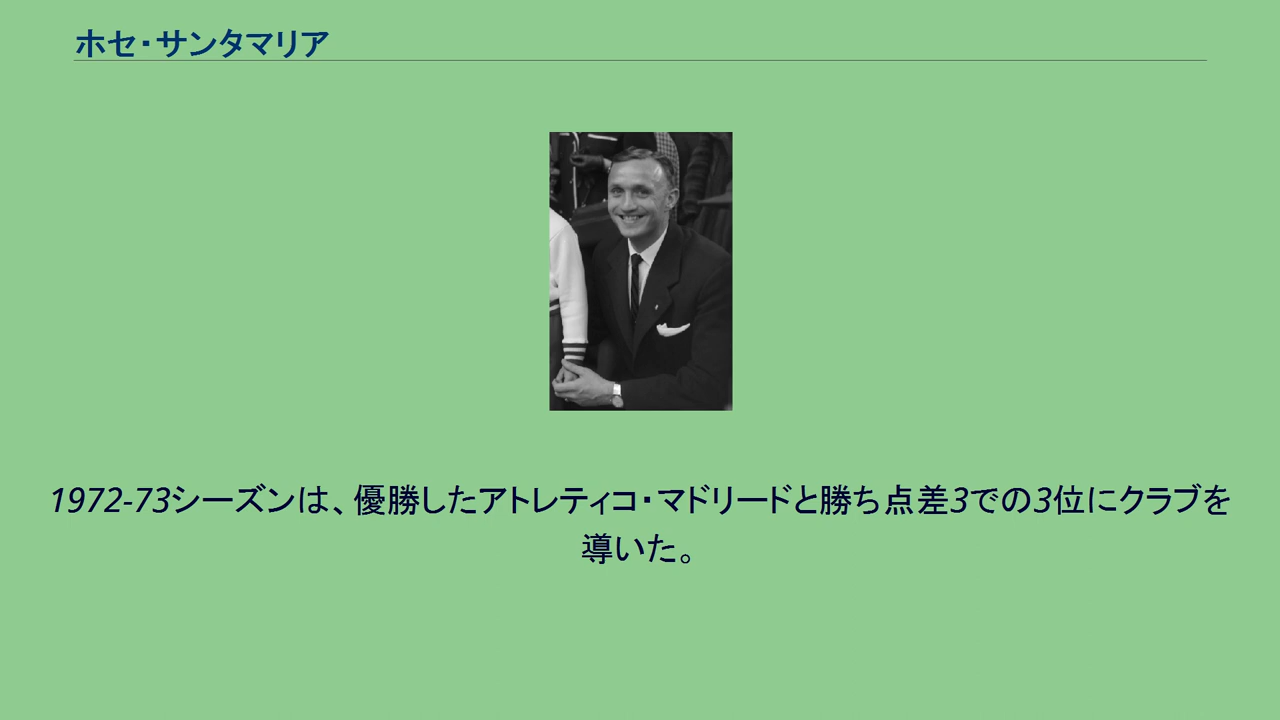 ホセ・サンタマリア
1972-73シーズンは、優勝したアトレティコ・マドリードと勝ち点差3での3位にクラブを
導いた。